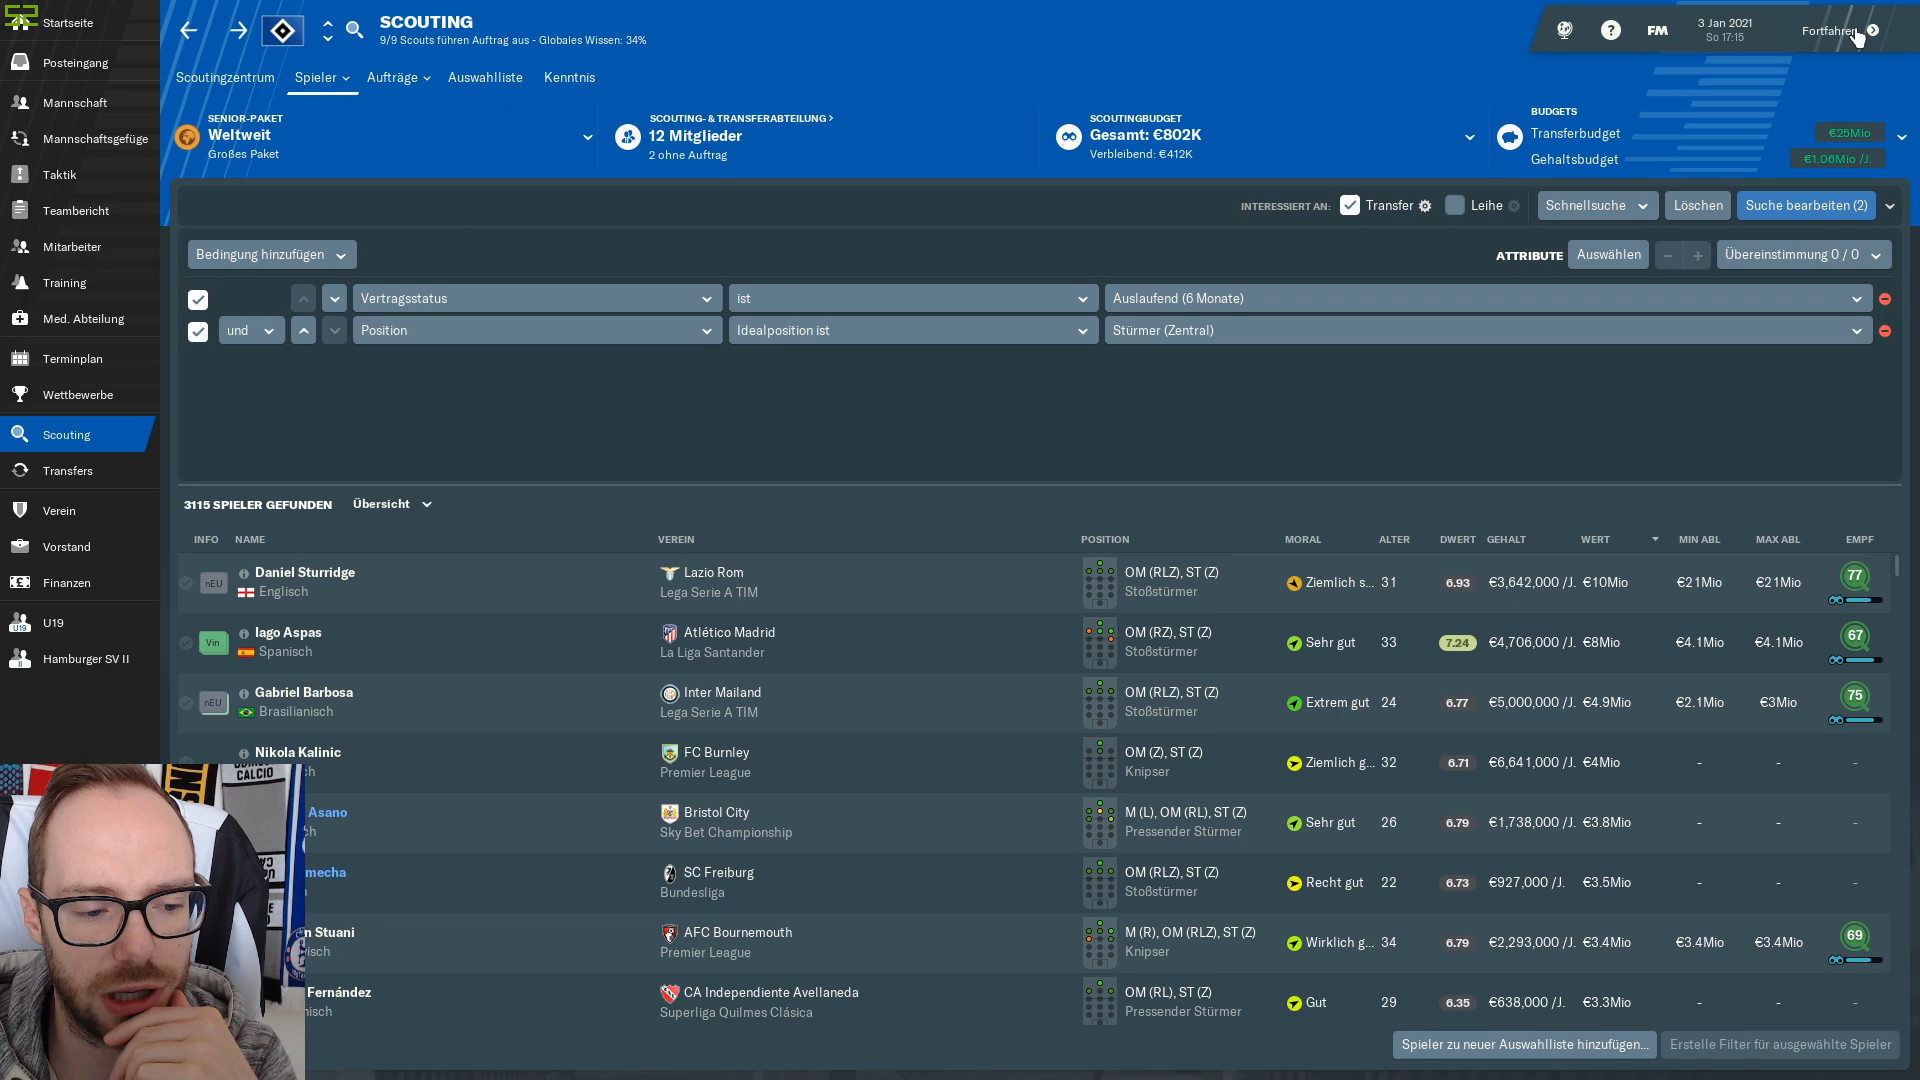 52
Startseite
Posteingang
Mannschaft
Mannschaftsgefüge
Taktik
Teambericht
Mitarbeiter
Training
Med. Abteilung
Terminplan
Wettbewerbe
Scouting
Transfers
Verein
Vorstand
Finanzen
U19
U19
II
Hamburger SV II
SCOUTING
9/9 Scouts führen Auftrag aus - Globales Wissen: 34%
? FM
3 Jan 2021
So 17:15
Fortfahren
Scoutingzentrum Spieler Aufträge Auswahlliste Kenntnis
SENIOR-PAKET
Weltweit
Großes Paket
SCOUTING- & TRANSFERABTEILUNG >
12 Mitglieder
2 ohne Auftrag
SCOUTINGBUDGET
Gesamt: €802K
Verbleibend: €412K
BUDGETS
Transferbudget €25Mio
Gehaltsbudget €1.06Mio /J.
INTERESSIERT AN: Transfer Leihe Schnellsuche Löschen Suche bearbeiten (2)
Bedingung hinzufügen ATTRIBUTE Auswählen − + Übereinstimmung 0 / 0
Vertragsstatus ist Auslaufend (6 Monate)
und Position Idealposition ist Stürmer (Zentral)
3115 SPIELER GEFUNDEN Übersicht
INFO NAME VEREIN POSITION MORAL ALTER DWERT GEHALT WERT MIN ABL MAX ABL EMPF
nEU Daniel Sturridge Lazio Rom OM (RLZ), ST (Z) Ziemlich s... 31 6.93 €3,642,000 /J. €10Mio €21Mio €21Mio 77
Englisch Lega Serie A TIM Stoßstürmer
Vin Iago Aspas Atlético Madrid OM (RZ), ST (Z) Sehr gut 33 7.24 €4,706,000 /J. €8Mio €4.1Mio €4.1Mio 67
Spanisch La Liga Santander Stoßstürmer
nEU Gabriel Barbosa Inter Mailand OM (RLZ), ST (Z) Extrem gut 24 6.77 €5,000,000 /J. €4.9Mio €2.1Mio €3Mio 75
Brasilianisch Lega Serie A TIM Stoßstürmer
Nikola Kalinic FC Burnley OM (Z), ST (Z) Ziemlich g... 32 6.71 €6,641,000 /J. €4Mio - - -
ch Premier League Knipser
Asano Bristol City M (L), OM (RL), ST (Z) Sehr gut 26 6.79 €1,738,000 /J. €3.8Mio - - -
ch Sky Bet Championship Pressender Stürmer
mecha SC Freiburg OM (RLZ), ST (Z) Recht gut 22 6.73 €927,000 /J. €3.5Mio - - -
Bundesliga Stoßstürmer
n Stuani AFC Bournemouth M (R), OM (RLZ), ST (Z) Wirklich g... 34 6.79 €2,293,000 /J. €3.4Mio €3.4Mio €3.4Mio 69
isch Premier League Knipser
Fernández CA Independiente Avellaneda OM (RL), ST (Z) Gut 29 6.35 €638,000 /J. €3.3Mio - - -
nisch Superliga Quilmes Clásica Pressender Stürmer
Spieler zu neuer Auswahlliste hinzufügen... Erstelle Filter für ausgewählte Spieler
CALCIO